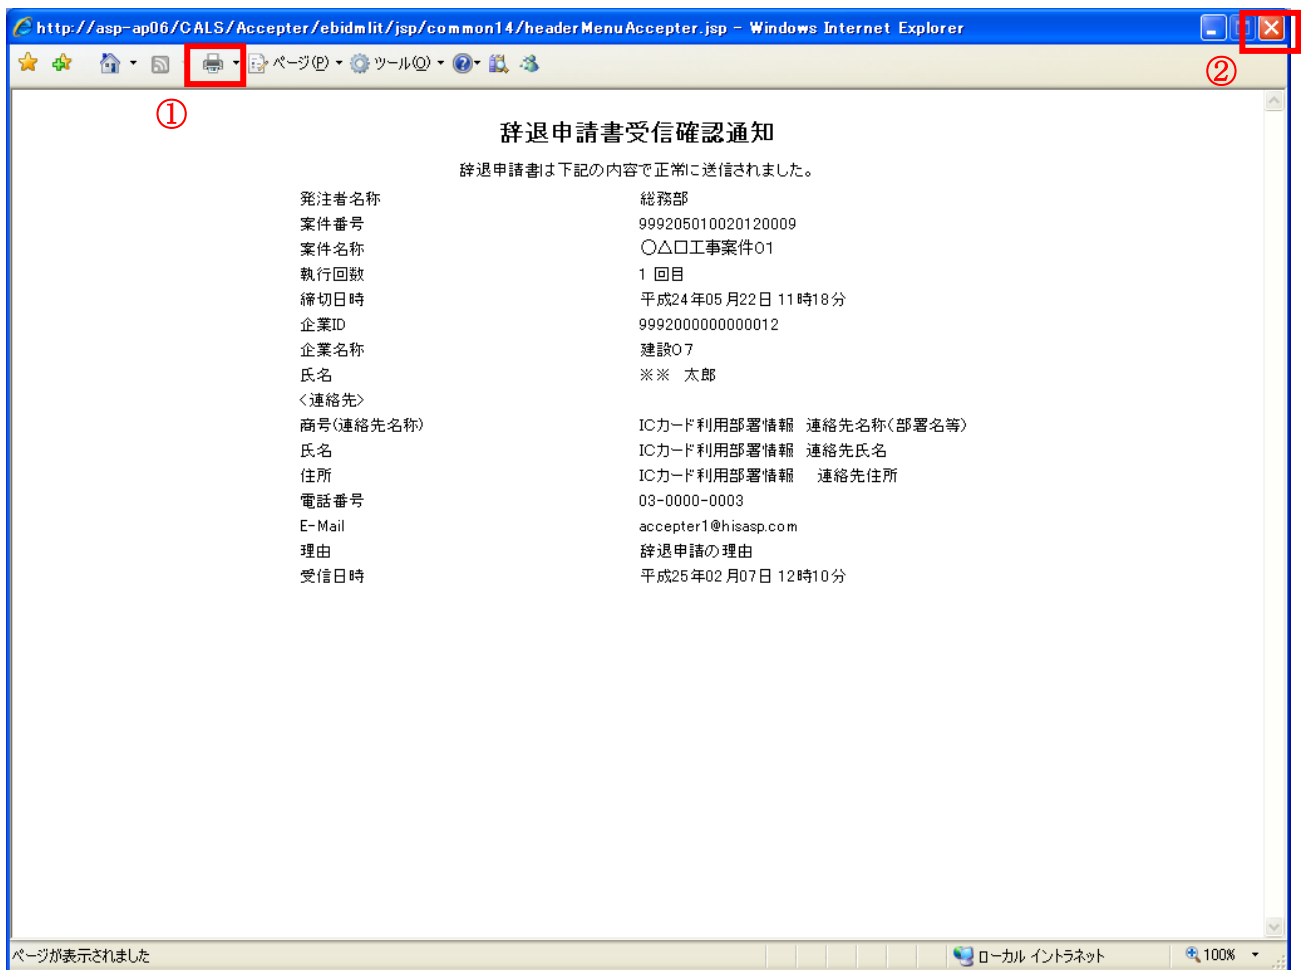 http://asp-ap06/CALS/Accepter/ebidmlit/jsp/common14/headerMenuAccepter.jsp - Windows Internet Explorer
ページ(P) ツール(O)
① ②
辞退申請書受信確認通知
辞退申請書は下記の内容で正常に送信されました。
発注者名称 総務部
案件番号 999205010020120009
案件名称 ○△口工事案件01
執行回数 1 回目
締切日時 平成24年05月22日 11時18分
企業ID 9992000000000012
企業名称 建設07
氏名 ※※ 太郎
<連絡先>
商号(連絡先名称) ICカード利用部署情報 連絡先名称(部署名等)
氏名 ICカード利用部署情報 連絡先氏名
住所 ICカード利用部署情報 連絡先住所
電話番号 03-0000-0003
E-Mail accepter1@hisasp.com
理由 辞退申請の理由
受信日時 平成25年02月07日 12時10分
ページが表示されました ローカル イントラネット 100%